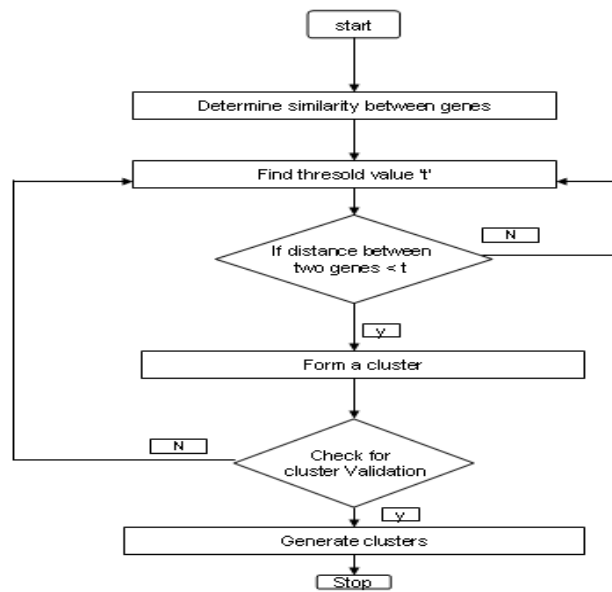 start
Determine similarity between genes
Find thresold value 't'
If distance between
two genes < t
N
y
Form a cluster
N
Check for
cluster Validation
y
Generate clusters
Stop